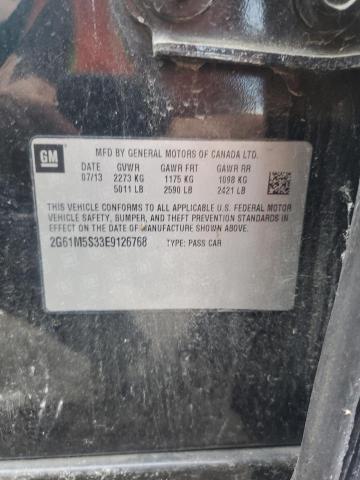 GM
MFD BY GENERAL MOTORS OF CANADA LTD.
DATE GVWR GAWR FRT GAWR RR
07/13 2273 KG 1175 KG 1098 KG
5011 LB 2590 LB 2421 LB
THIS VEHICLE CONFORMS TO ALL APPLICABLE U.S. FEDERAL MOTOR
VEHICLE SAFETY, BUMPER, AND THEFT PREVENTION STANDARDS IN
EFFECT ON THE DATE OF MANUFACTURE SHOWN ABOVE.
2G61M5S33E9126768 TYPE: PASS CAR